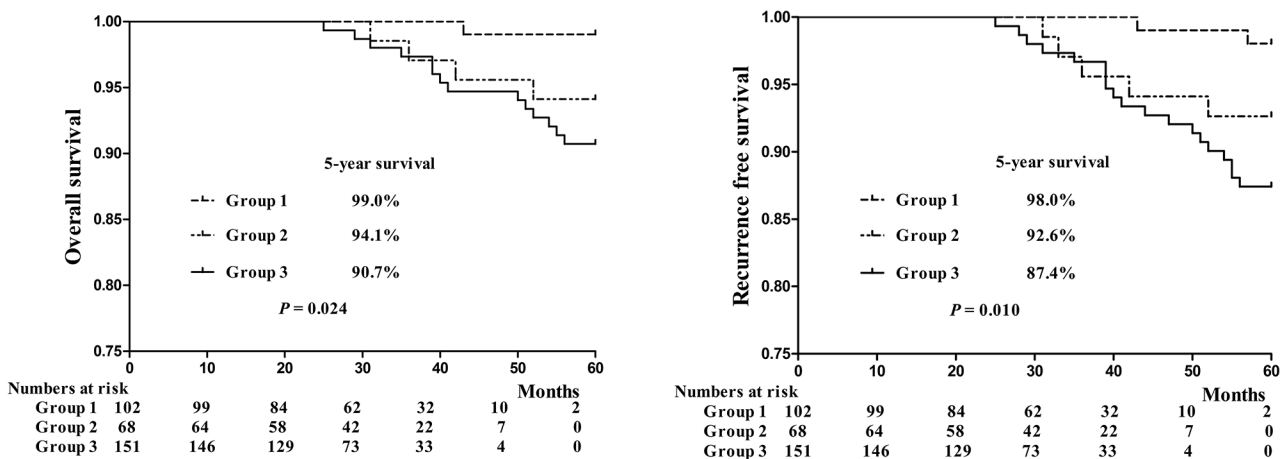 1.00
0.95
0.90
0.85
0.80
0.75
Overall survival
5-year survival
Group 1 99.0%
Group 2 94.1%
Group 3 90.7%
P = 0.024
0 10 20 30 40 50 60
Months
Numbers at risk
Group 1 102 99 84 62 32 10 2
Group 2 68 64 58 42 22 7 0
Group 3 151 146 129 73 33 4 0
1.00
0.95
0.90
0.85
0.80
0.75
Recurrence free survival
5-year survival
Group 1 98.0%
Group 2 92.6%
Group 3 87.4%
P = 0.010
0 10 20 30 40 50 60
Months
Numbers at risk
Group 1 102 99 84 62 32 10 2
Group 2 68 64 58 42 22 7 0
Group 3 151 146 129 73 33 4 0